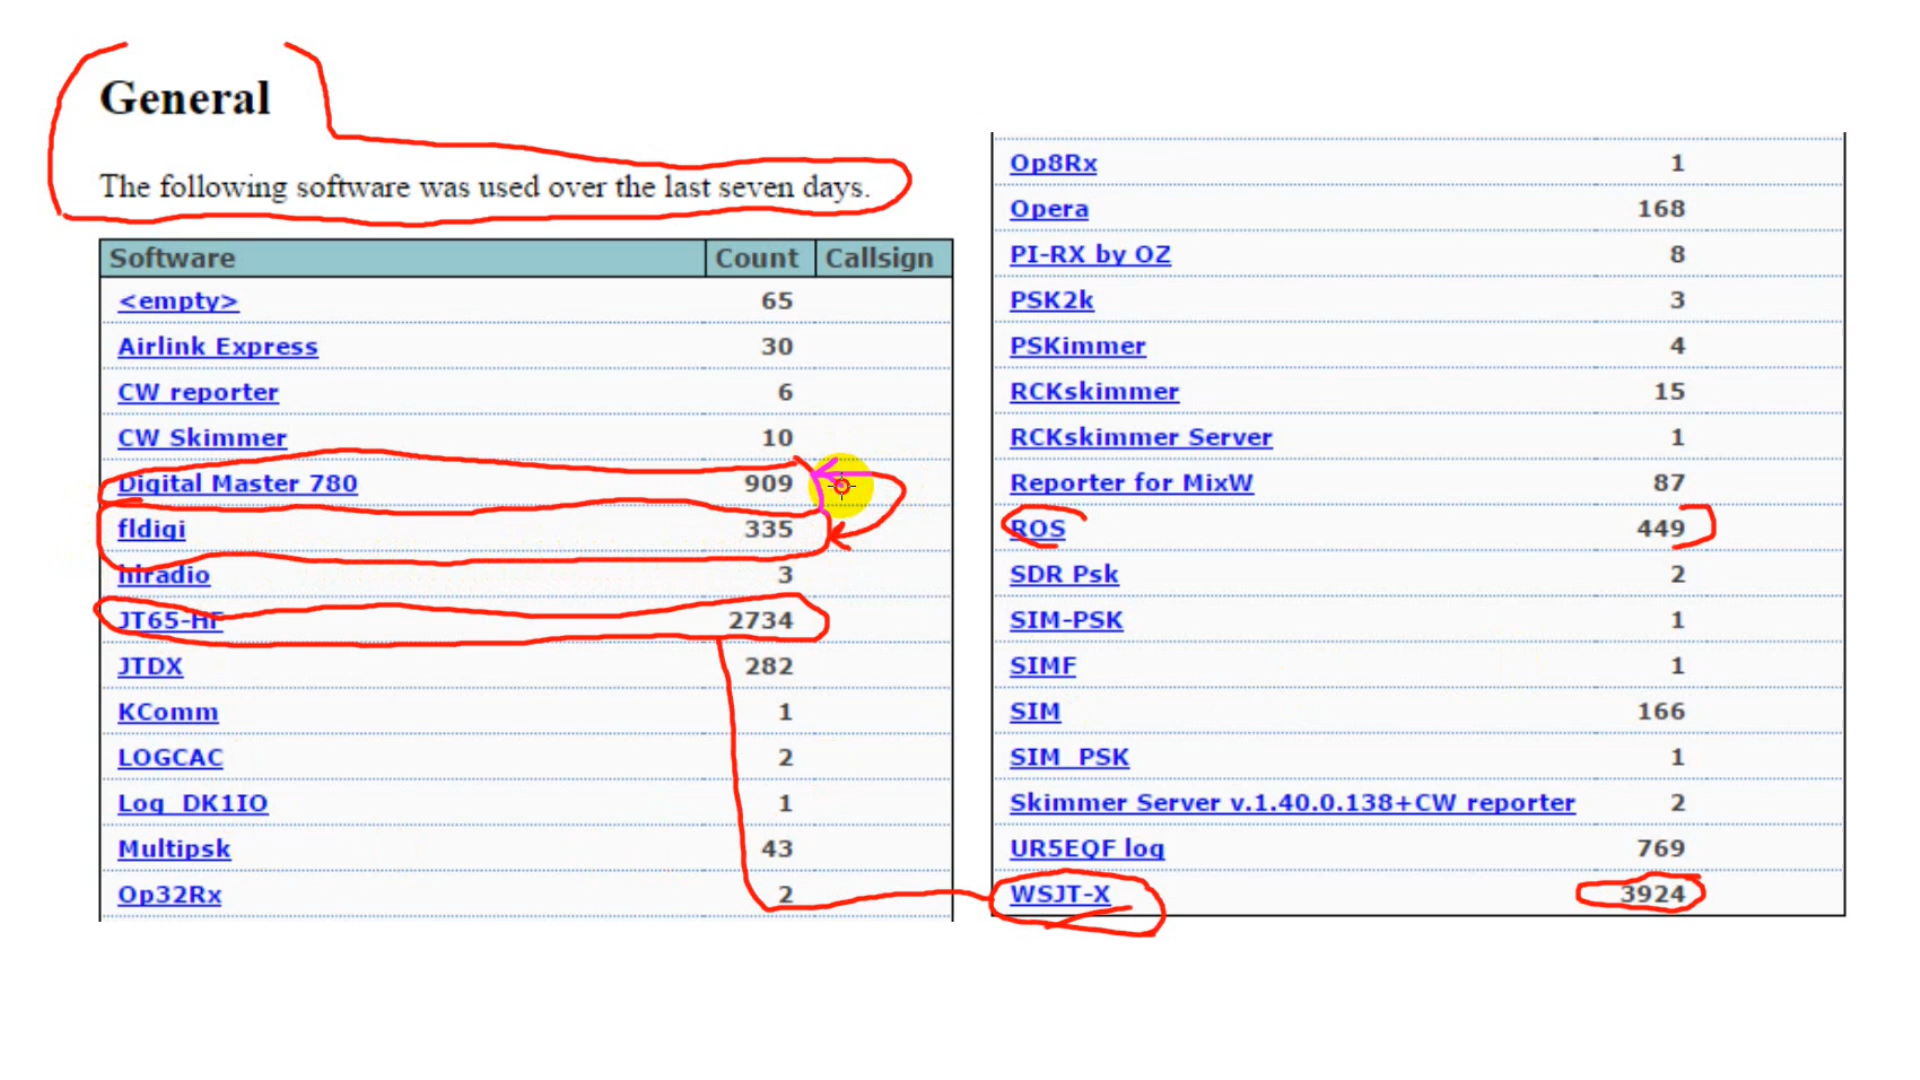 General
The following software was used over the last seven days.
Software Count Callsign
<empty> 65
Airlink Express 30
CW reporter 6
CW Skimmer 10
Digital Master 780 909
fldigi 335
hlradio 3
JT65-HF 2734
JTDX 282
KComm 1
LOGCAC 2
Log_DK1IO 1
Multipsk 43
Op32Rx 2
Op8Rx 1
Opera 168
PI-RX by OZ 8
PSK2k 3
PSKimmer 4
RCKskimmer 15
RCKskimmer Server 1
Reporter for MixW 87
ROS 449
SDR Psk 2
SIM-PSK 1
SIMF 1
SIM 166
SIM_PSK 1
Skimmer Server v.1.40.0.138+CW reporter 2
UR5EQF log 769
WSJT-X 3924